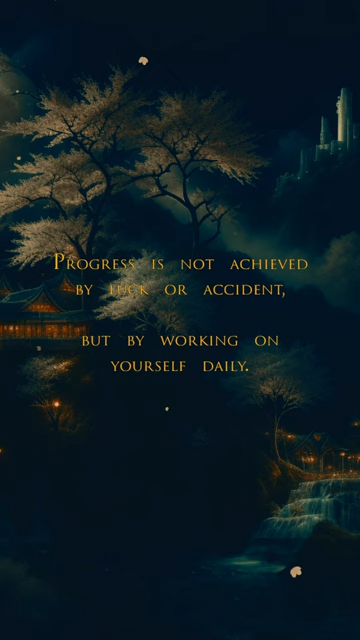 Progress is not achieved
by luck or accident,
but by working on
yourself daily.